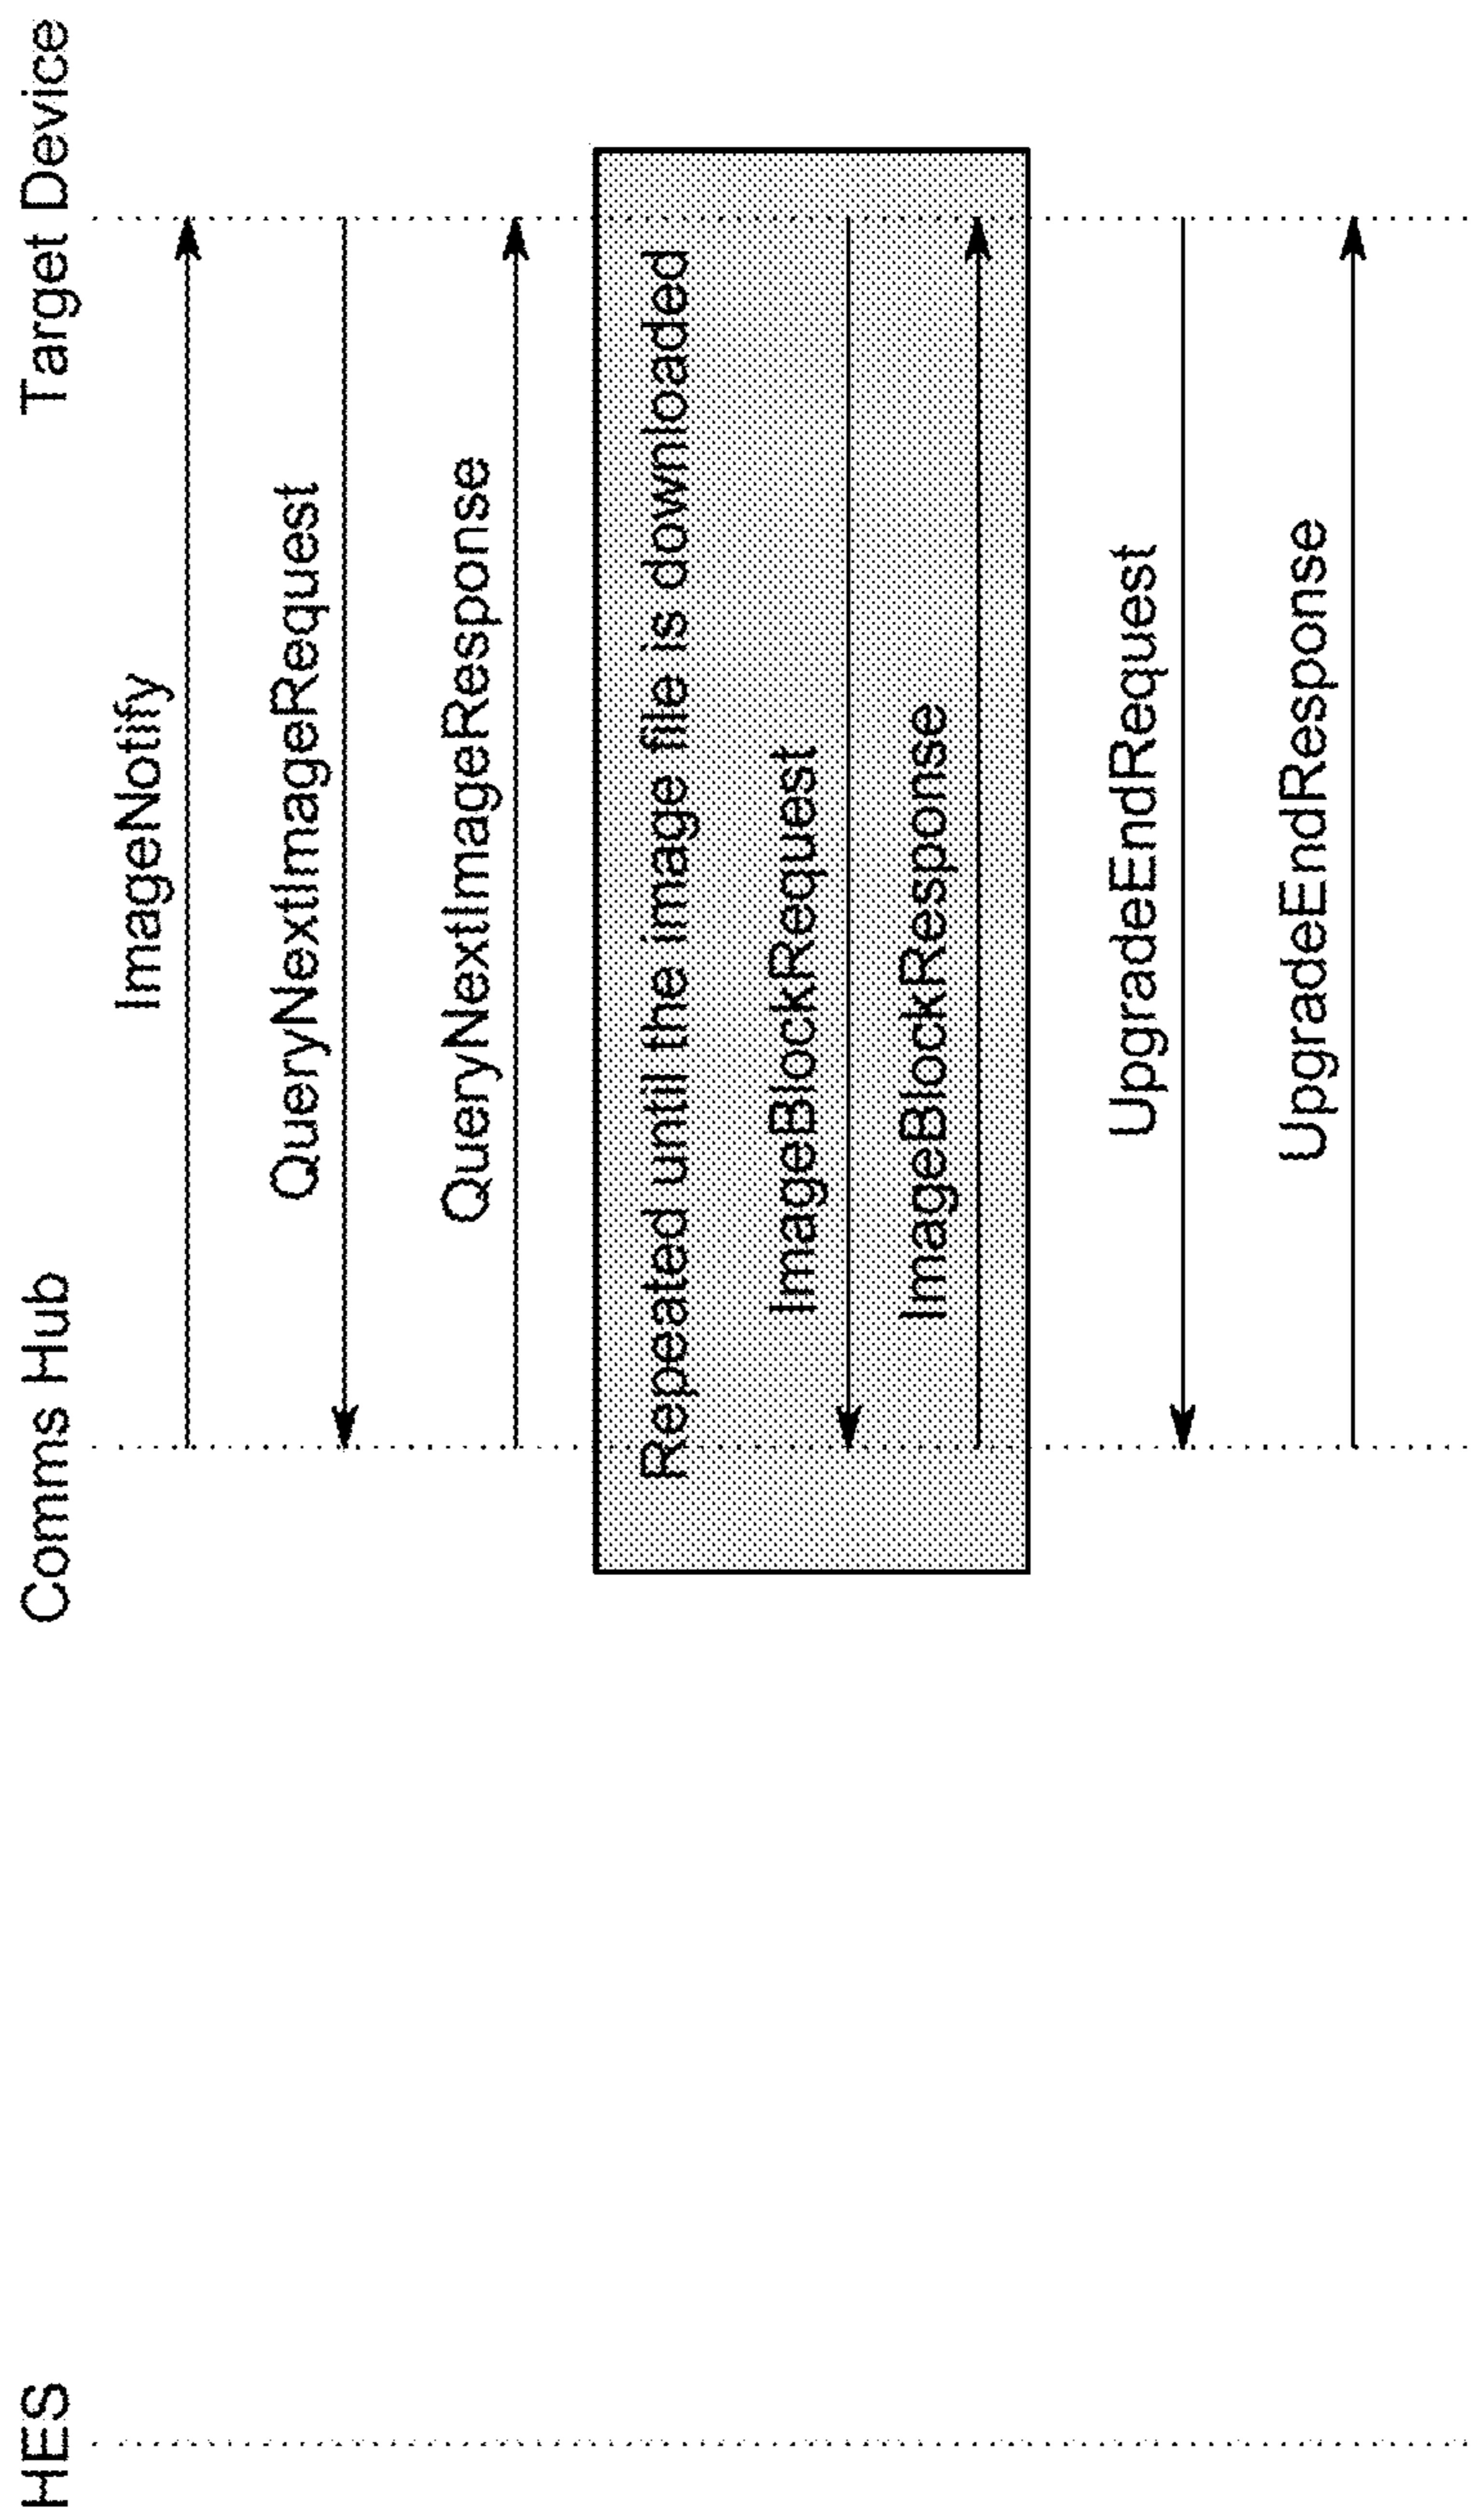 HES
Comms Hub
Target Device
ImageNotify
QueryNextImageRequest
QueryNextImageResponse
Repeated until the image file is downloaded
ImageBlockRequest
ImageBlockResponse
UpgradeEndRequest
UpgradeEndResponse